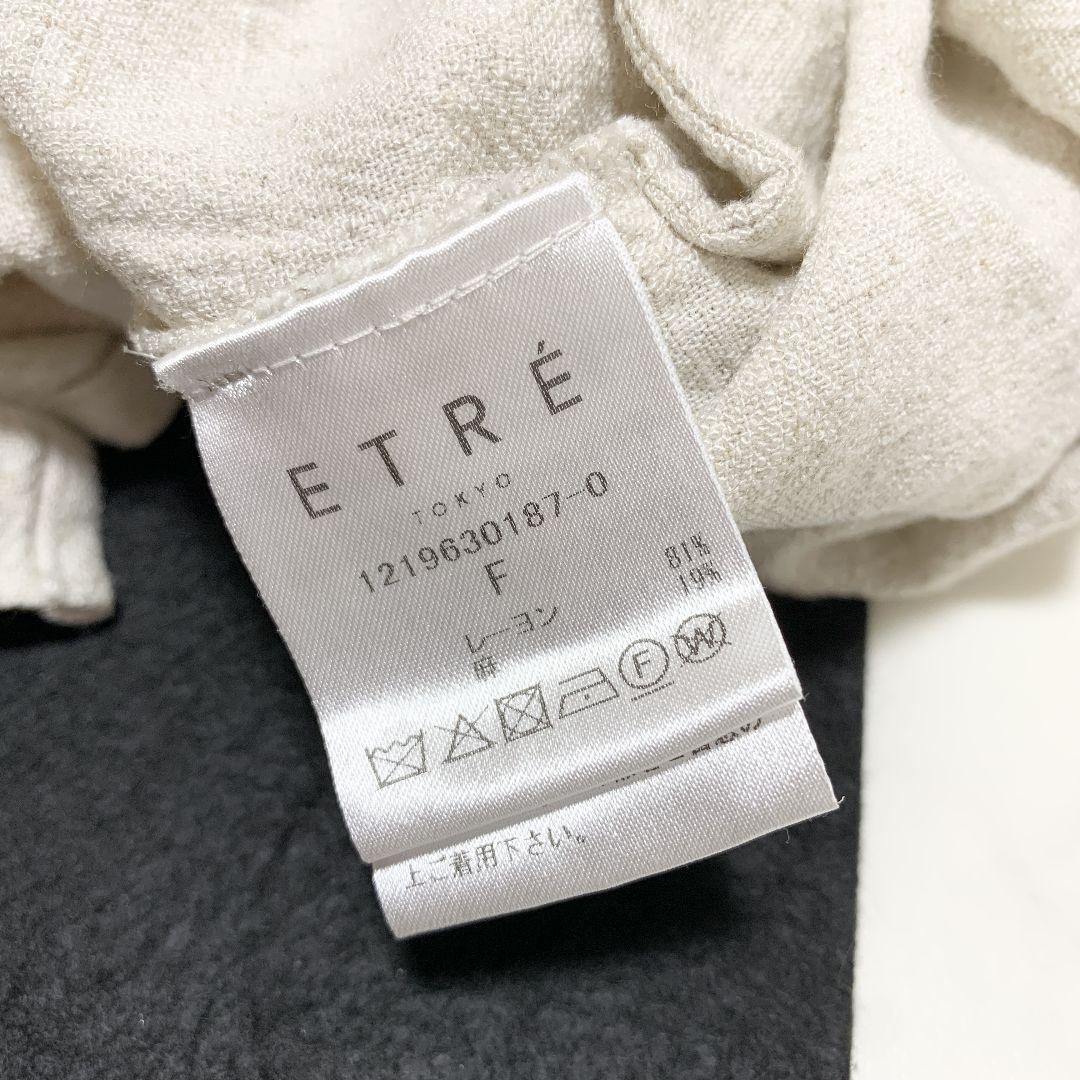 ETRÉ
TOKYO
1219630187-0
F
レーヨン 81%
麻 19%
F W
上ご着用下さい。